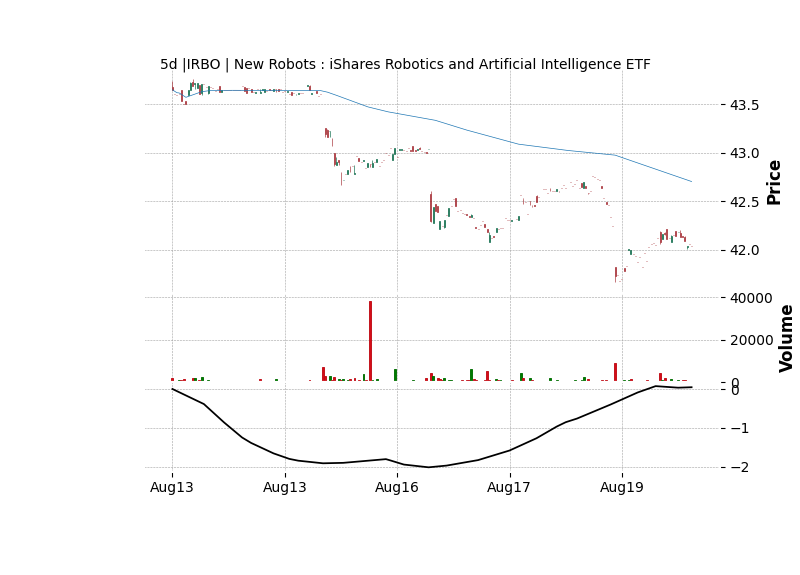 5d |IRBO | New Robots : iShares Robotics and Artificial Intelligence ETF
43.5
43.0
42.5
42.0
Price
40000
20000
0
Volume
0
−1
−2
Aug13
Aug13
Aug16
Aug17
Aug19